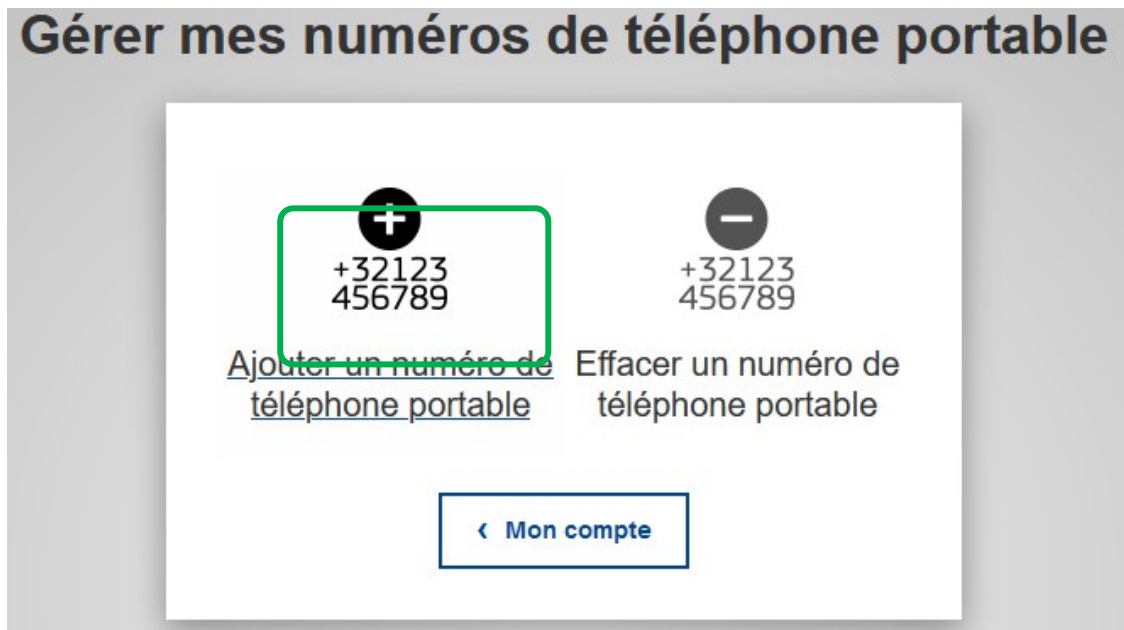 Gérer mes numéros de téléphone portable
+32123
456789
Ajouter un numéro de
téléphone portable
+32123
456789
Effacer un numéro de
téléphone portable
‹ Mon compte